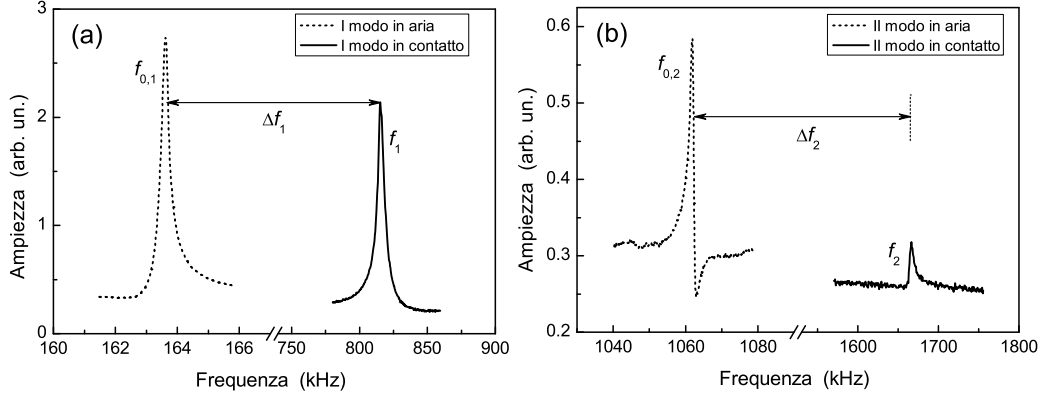 (a)
I modo in aria
I modo in contatto
f0,1
Δf1
f1
Ampiezza (arb. un.)
3
2
1
0
160 162 164 166 750 800 850 900
Frequenza (kHz)
(b)
II modo in aria
II modo in contatto
f0,2
Δf2
f2
Ampiezza (arb. un.)
0.6
0.5
0.4
0.3
0.2
1040 1060 1080 1600 1700 1800
Frequenza (kHz)